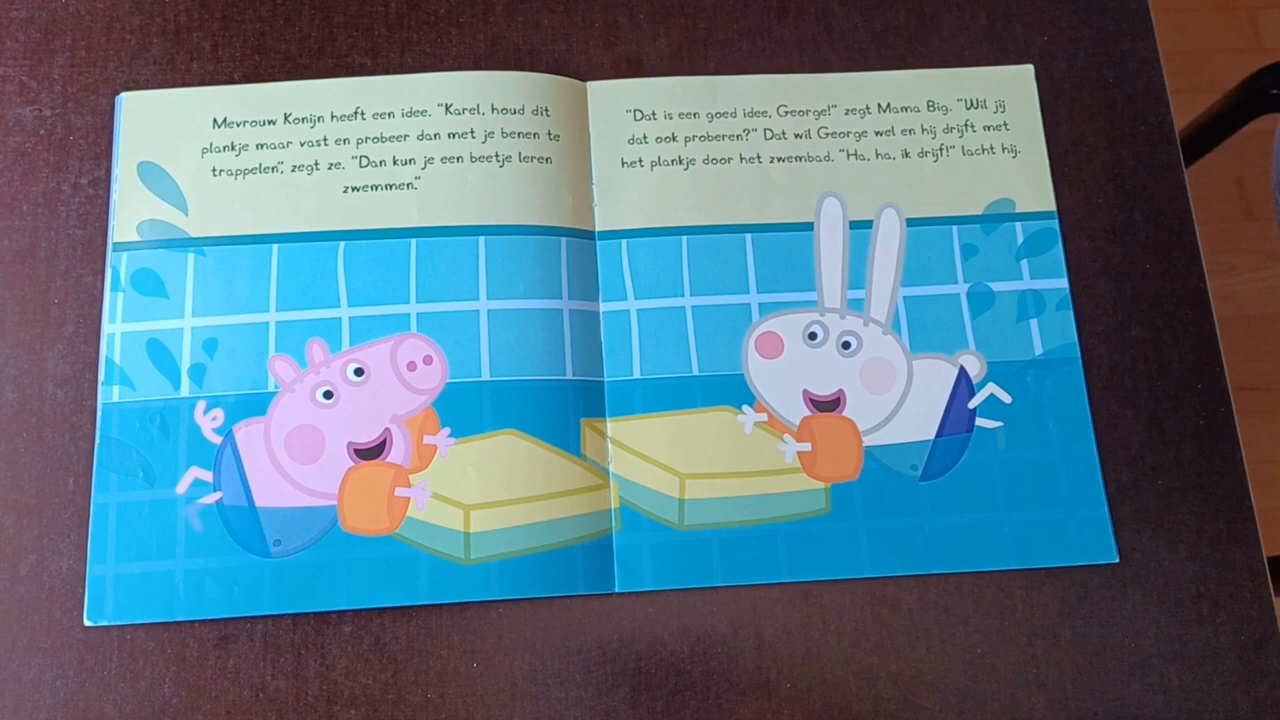 Mevrouw Konijn heeft een idee. "Karel, houd dit
plankje maar vast en probeer dan met je benen te
trappelen", zegt ze. "Dan kun je een beetje leren
zwemmen."
"Dat is een goed idee, George!" zegt Mama Big. "Wil jij
dat ook proberen?" Dat wil George wel en hij drijft met
het plankje door het zwembad. "Ha, ha, ik drijf!" lacht hij.